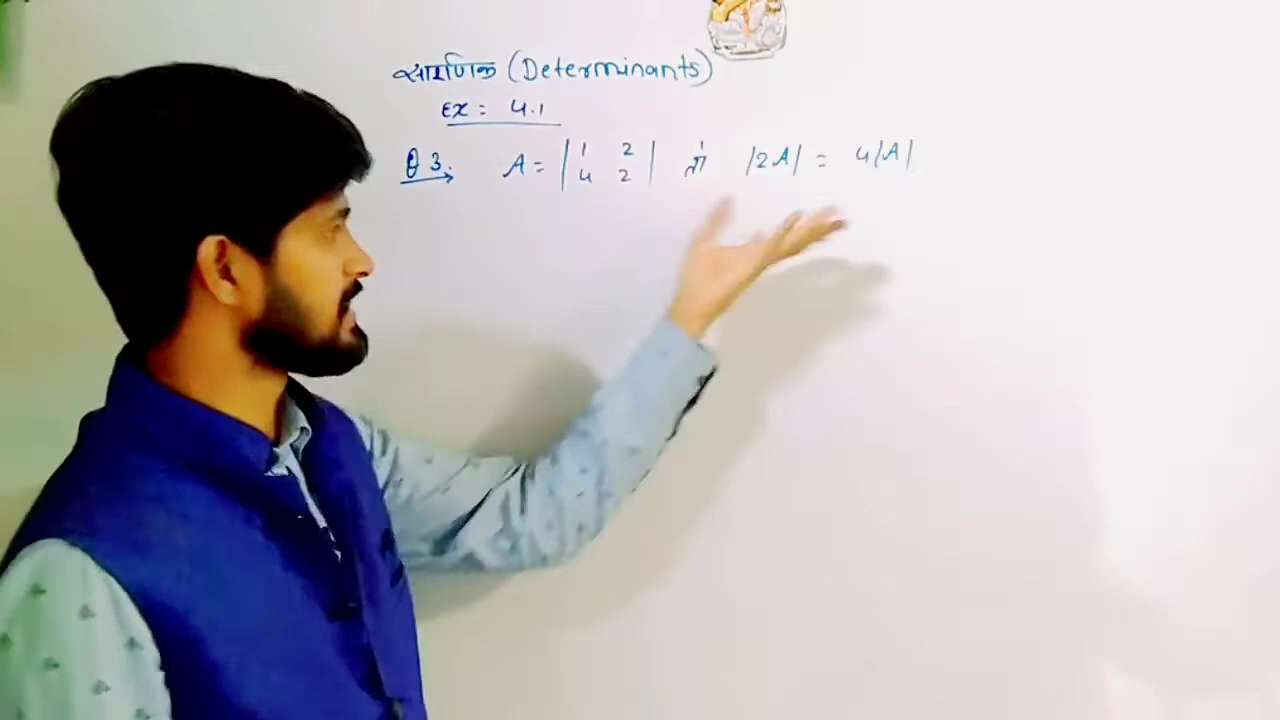 सारणिक (Determinants)
Ex = 4.1
Q 3. A = | 1 2 | तो |2A| = 4|A|
| 4 2 |